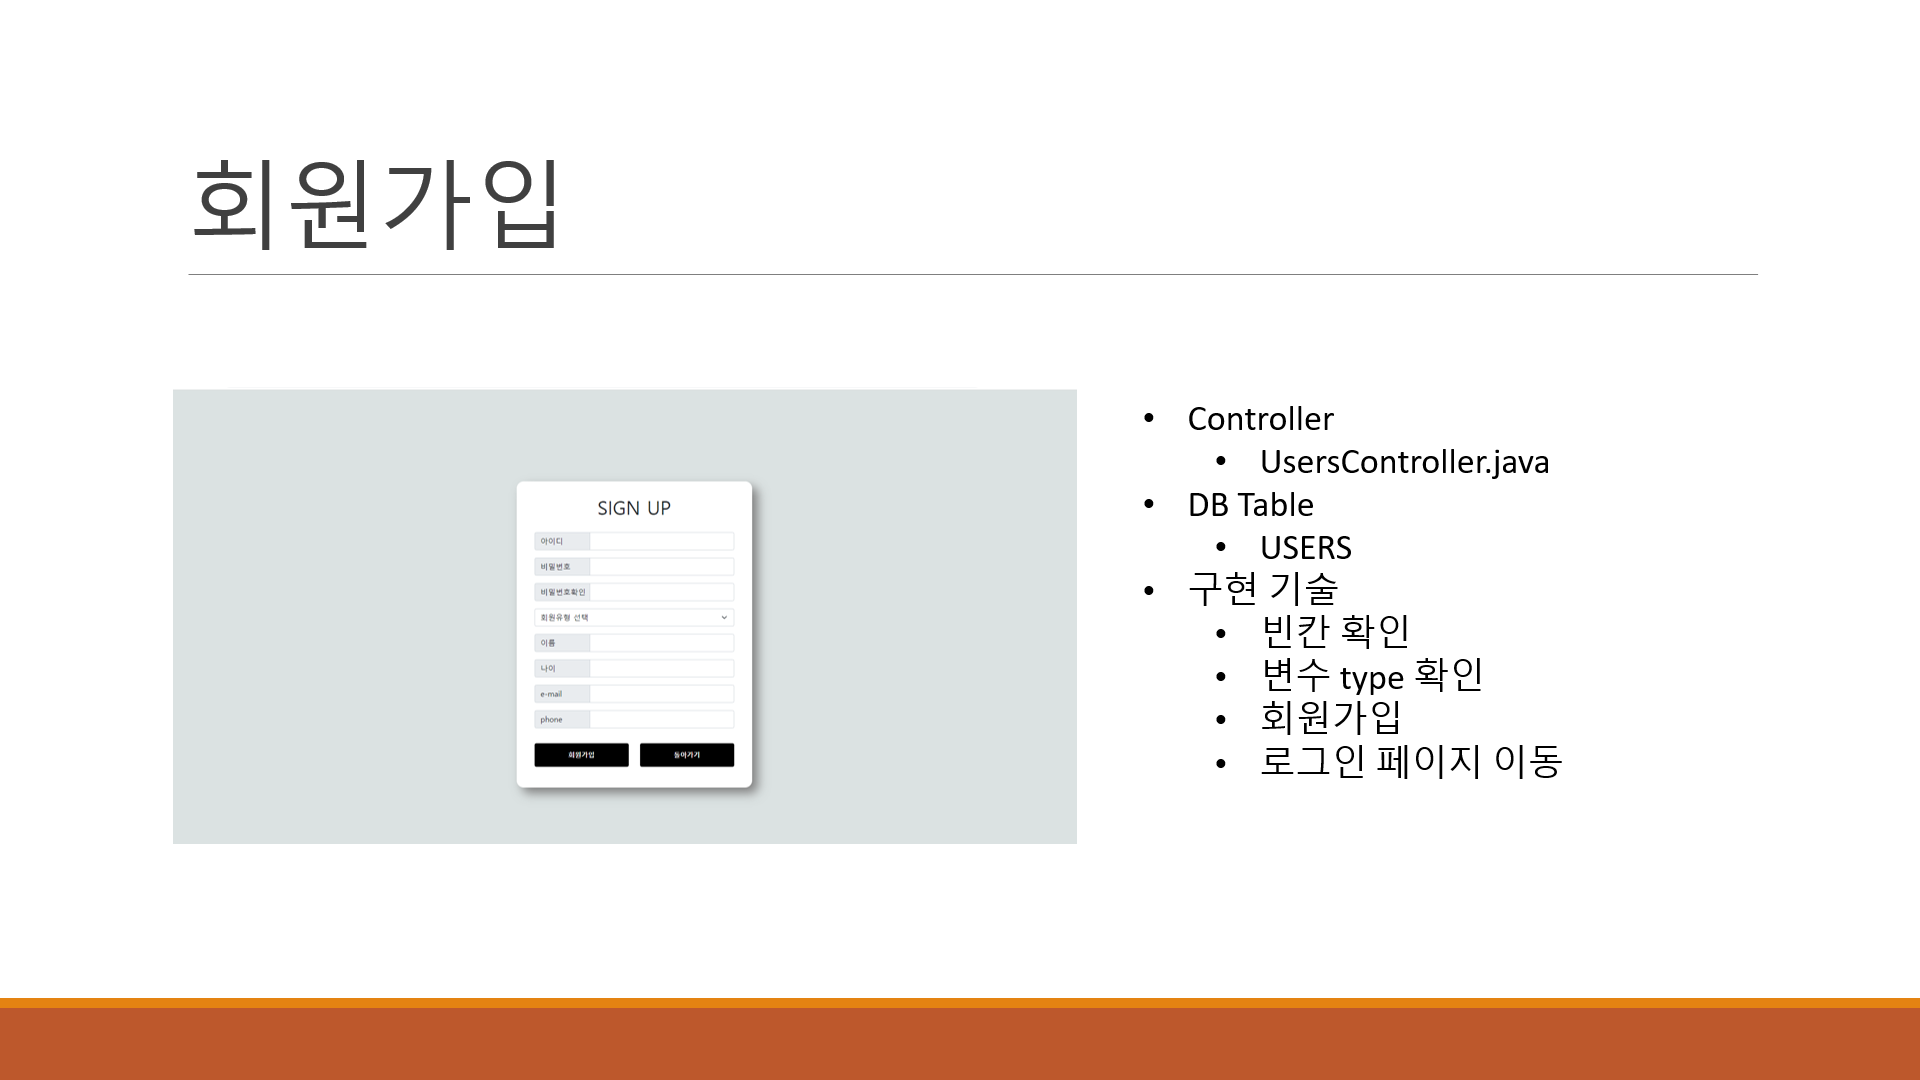 회원가입
SIGN UP
아이디
비밀번호
비밀번호확인
회원유형 선택
이름
나이
e-mail
phone
회원가입 돌아가기
• Controller
• UsersController.java
• DB Table
• USERS
• 구현 기술
• 빈칸 확인
• 변수 type 확인
• 회원가입
• 로그인 페이지 이동